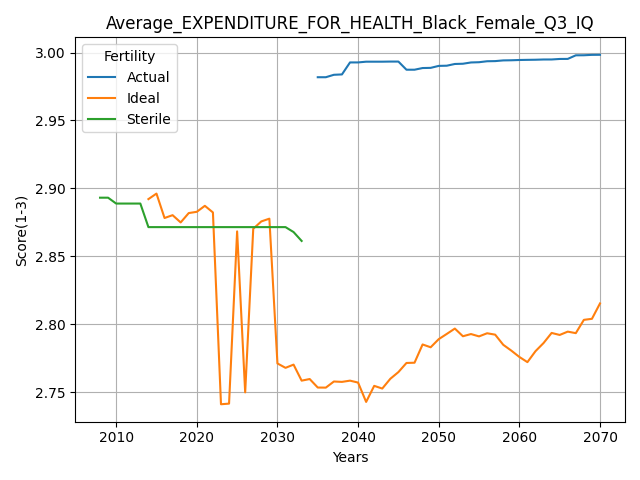 Average_EXPENDITURE_FOR_HEALTH_Black_Female_Q3_IQ
Fertility
Actual
Ideal
Sterile
3.00
2.95
2.90
2.85
2.80
2.75
Score(1-3)
2010 2020 2030 2040 2050 2060 2070
Years